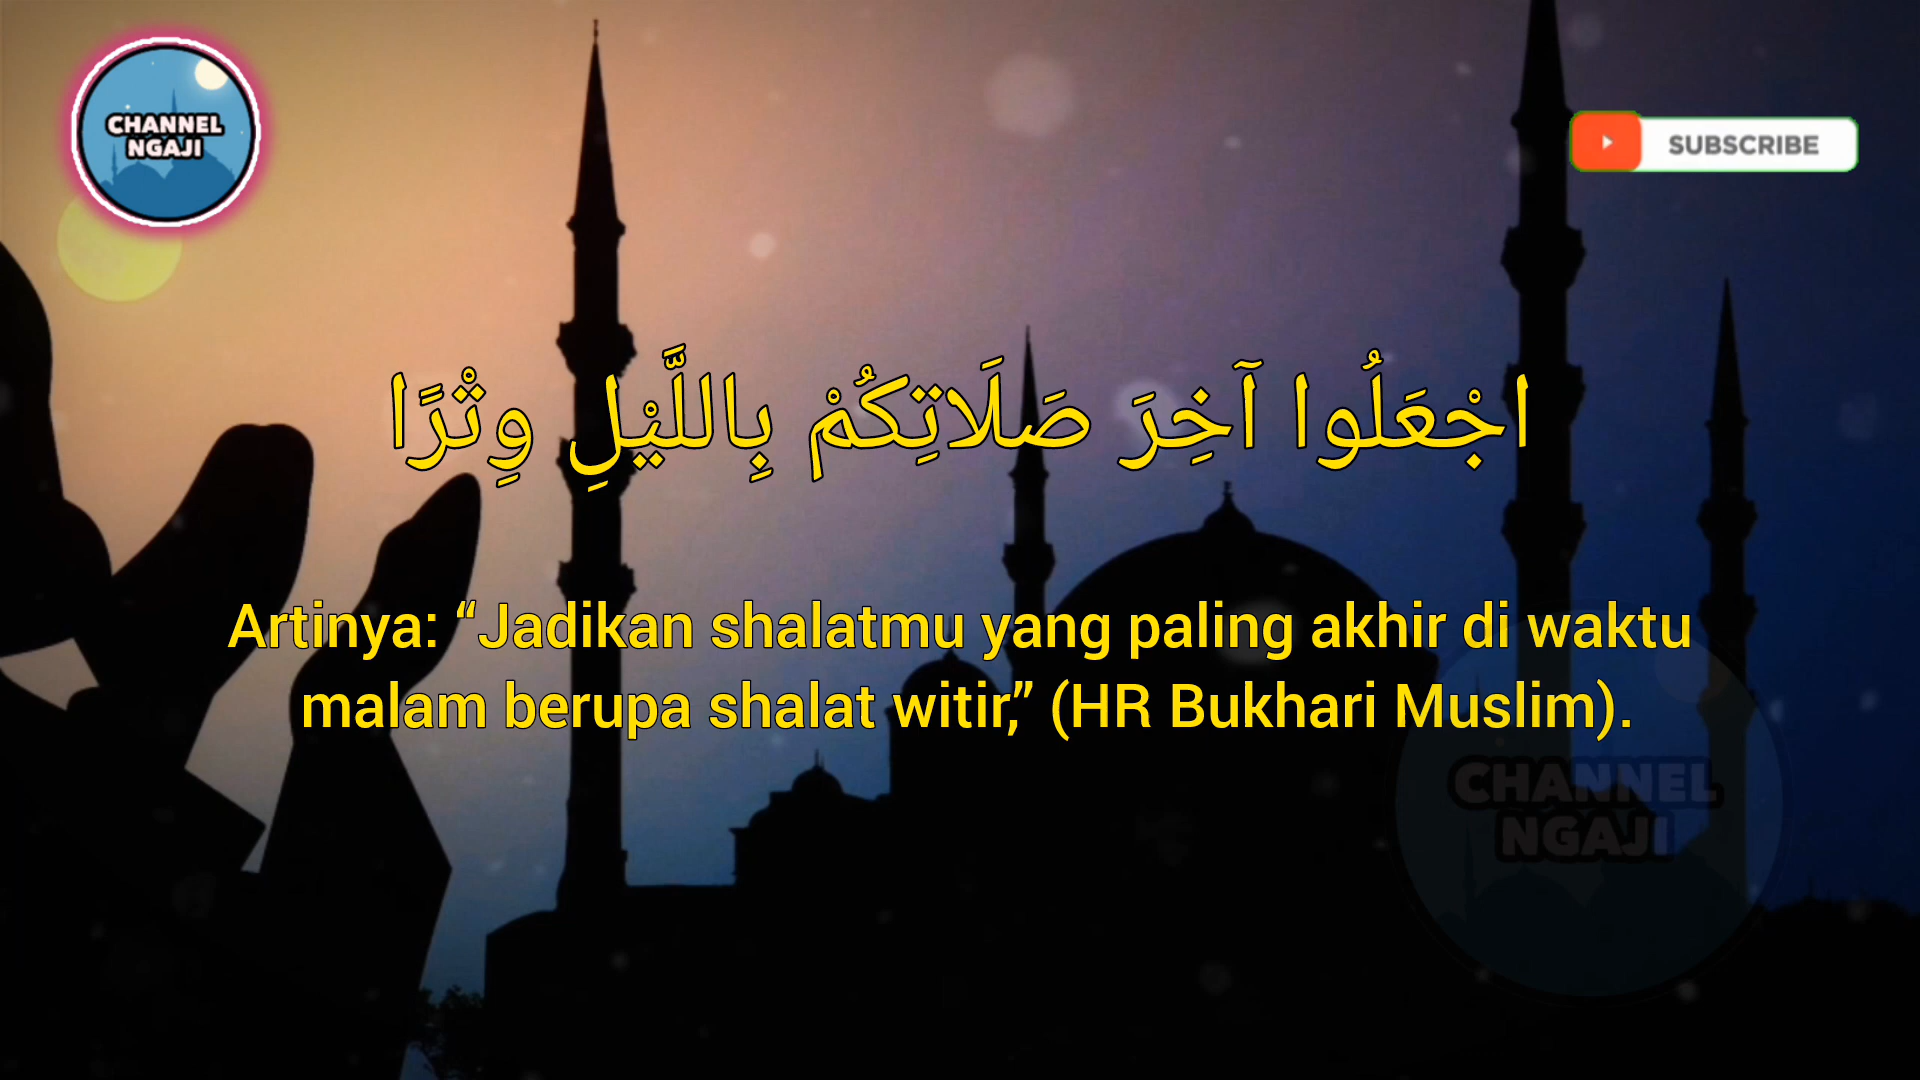 CHANNEL
NGAJI
SUBSCRIBE
اجْعَلُوا آخِرَ صَلَاتِكُمْ بِاللَّيْلِ وِتْرًا
Artinya: “Jadikan shalatmu yang paling akhir di waktu
malam berupa shalat witir,” (HR Bukhari Muslim).
CHANNEL
NGAJI